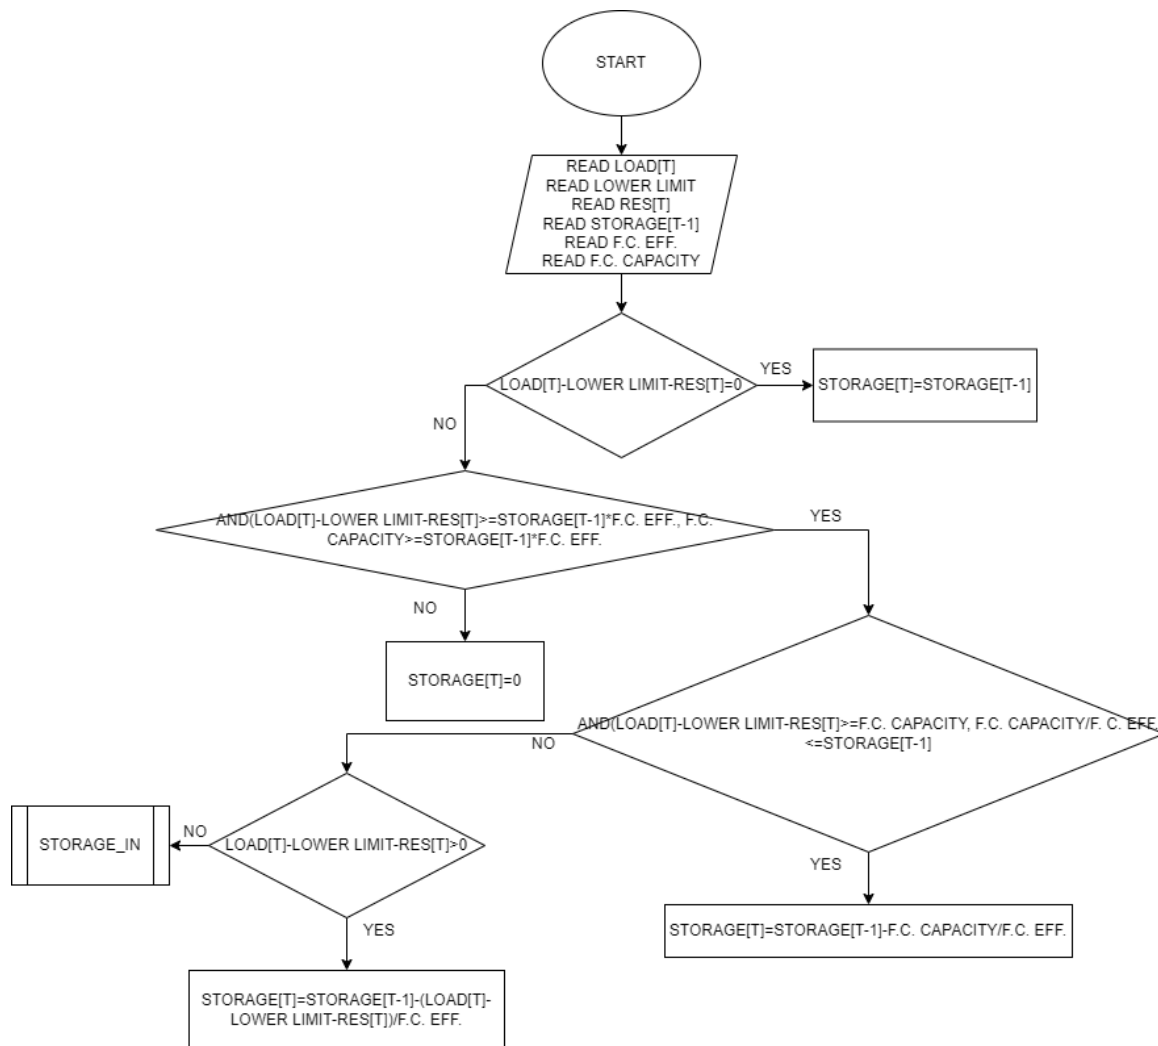 START
READ LOAD[T]
READ LOWER LIMIT
READ RES[T]
READ STORAGE[T-1]
READ F.C. EFF.
READ F.C. CAPACITY
LOAD[T]-LOWER LIMIT-RES[T]=0
YES
STORAGE[T]=STORAGE[T-1]
NO
AND(LOAD[T]-LOWER LIMIT-RES[T]>=STORAGE[T-1]*F.C. EFF., F.C.
CAPACITY>=STORAGE[T-1]*F.C. EFF.
YES
NO
STORAGE[T]=0
AND(LOAD[T]-LOWER LIMIT-RES[T]>=F.C. CAPACITY, F.C. CAPACITY/F. C. EFF.
<=STORAGE[T-1]
NO
YES
STORAGE[T]=STORAGE[T-1]-F.C. CAPACITY/F.C. EFF.
LOAD[T]-LOWER LIMIT-RES[T]>0
NO
STORAGE_IN
YES
STORAGE[T]=STORAGE[T-1]-(LOAD[T]-
LOWER LIMIT-RES[T])/F.C. EFF.